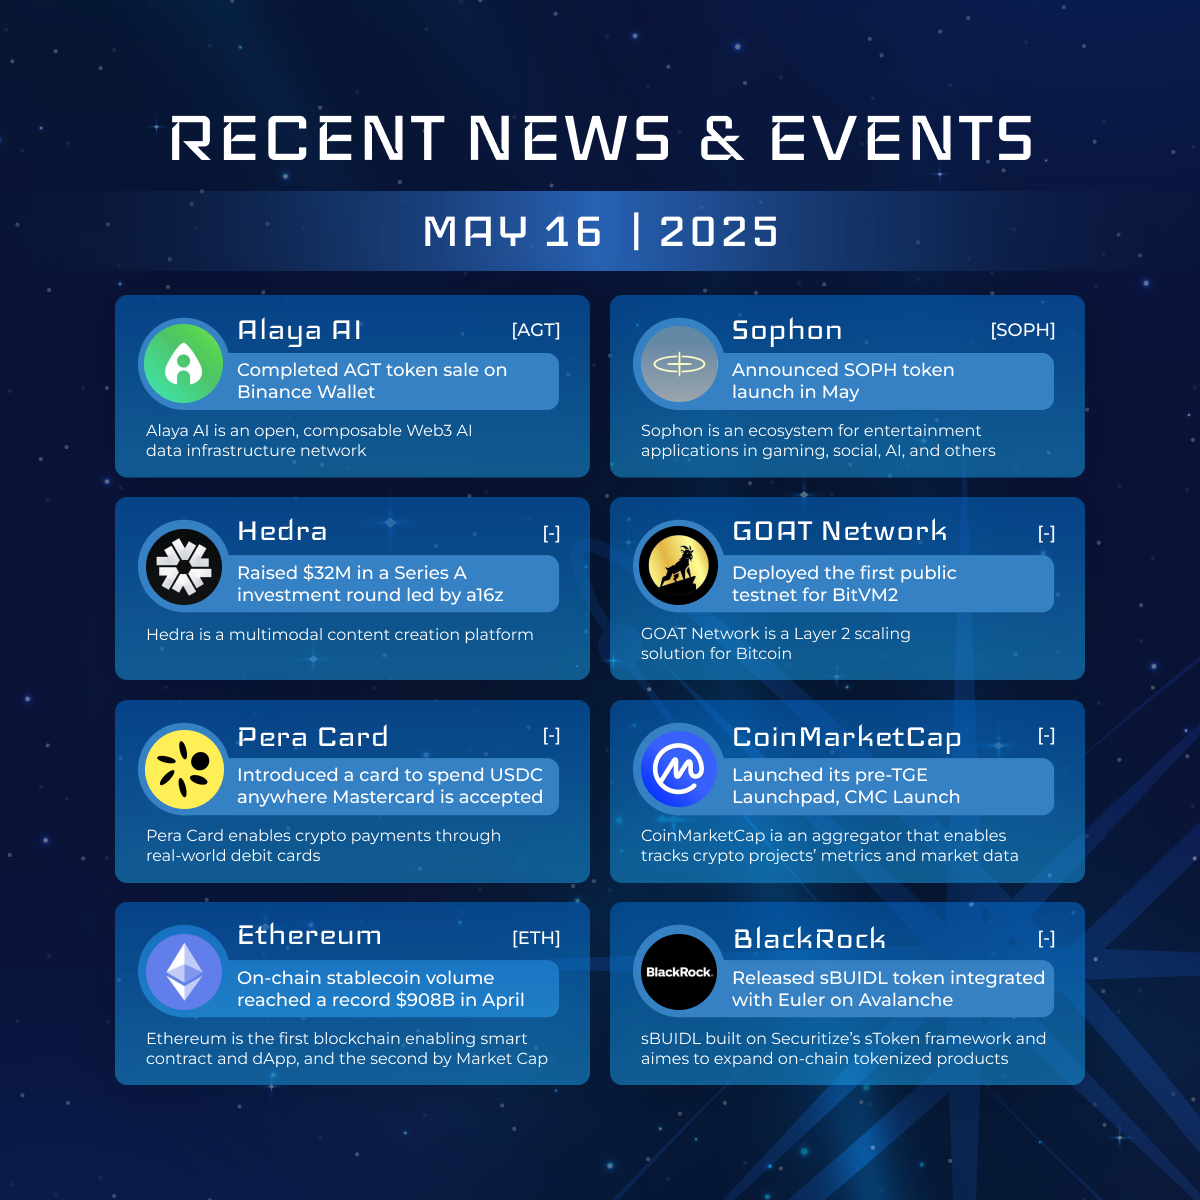 RECENT NEWS & EVENTS
MAY 16 | 2025
Alaya AI [AGT]
Completed AGT token sale on
Binance Wallet
Alaya AI is an open, composable Web3 AI
data infrastructure network
Sophon [SOPH]
Announced SOPH token
launch in May
Sophon is an ecosystem for entertainment
applications in gaming, social, AI, and others
Hedra [-]
Raised $32M in a Series A
investment round led by a16z
Hedra is a multimodal content creation platform
GOAT Network [-]
Deployed the first public
testnet for BitVM2
GOAT Network is a Layer 2 scaling
solution for Bitcoin
Pera Card [-]
Introduced a card to spend USDC
anywhere Mastercard is accepted
Pera Card enables crypto payments through
real-world debit cards
CoinMarketCap [-]
Launched its pre-TGE
Launchpad, CMC Launch
CoinMarketCap ia an aggregator that enables
tracks crypto projects’ metrics and market data
Ethereum [ETH]
On-chain stablecoin volume
reached a record $908B in April
Ethereum is the first blockchain enabling smart
contract and dApp, and the second by Market Cap
BlackRock [-]
BlackRock.
Released sBUIDL token integrated
with Euler on Avalanche
sBUIDL built on Securitize’s sToken framework and
aimes to expand on-chain tokenized products